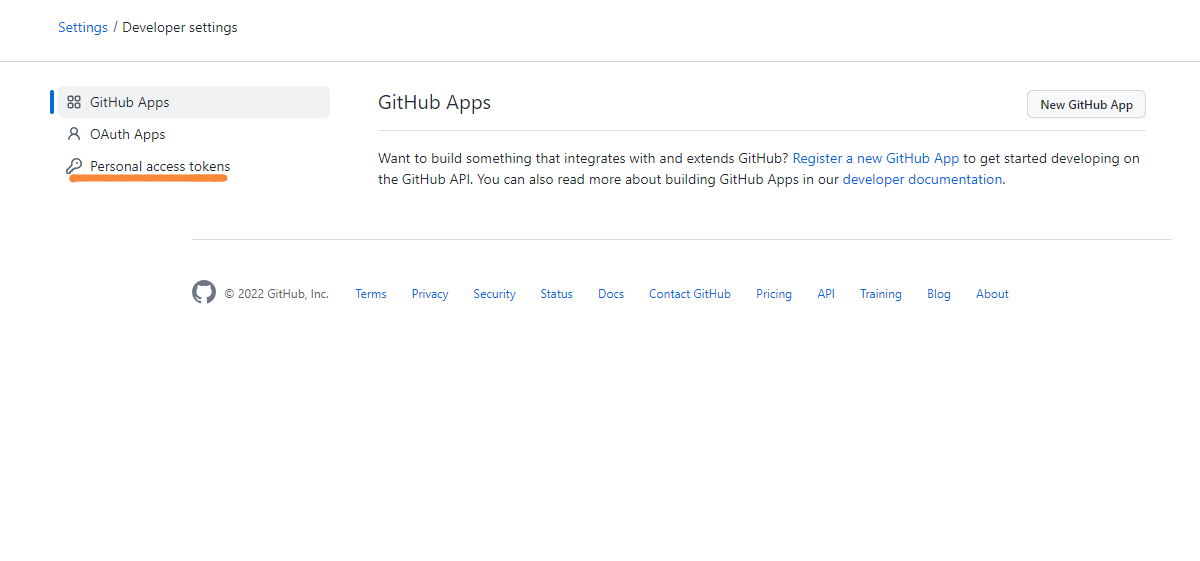 Settings / Developer settings
GitHub Apps
OAuth Apps
Personal access tokens
GitHub Apps
New GitHub App
Want to build something that integrates with and extends GitHub? Register a new GitHub App to get started developing on
the GitHub API. You can also read more about building GitHub Apps in our developer documentation.
© 2022 GitHub, Inc. Terms Privacy Security Status Docs Contact GitHub Pricing API Training Blog About